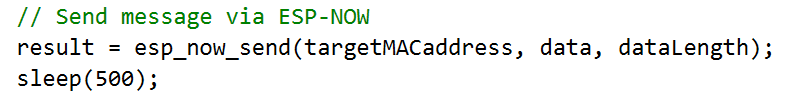 // Send message via ESP-NOW
result = esp_now_send(targetMACaddress, data, dataLength);
sleep(500);